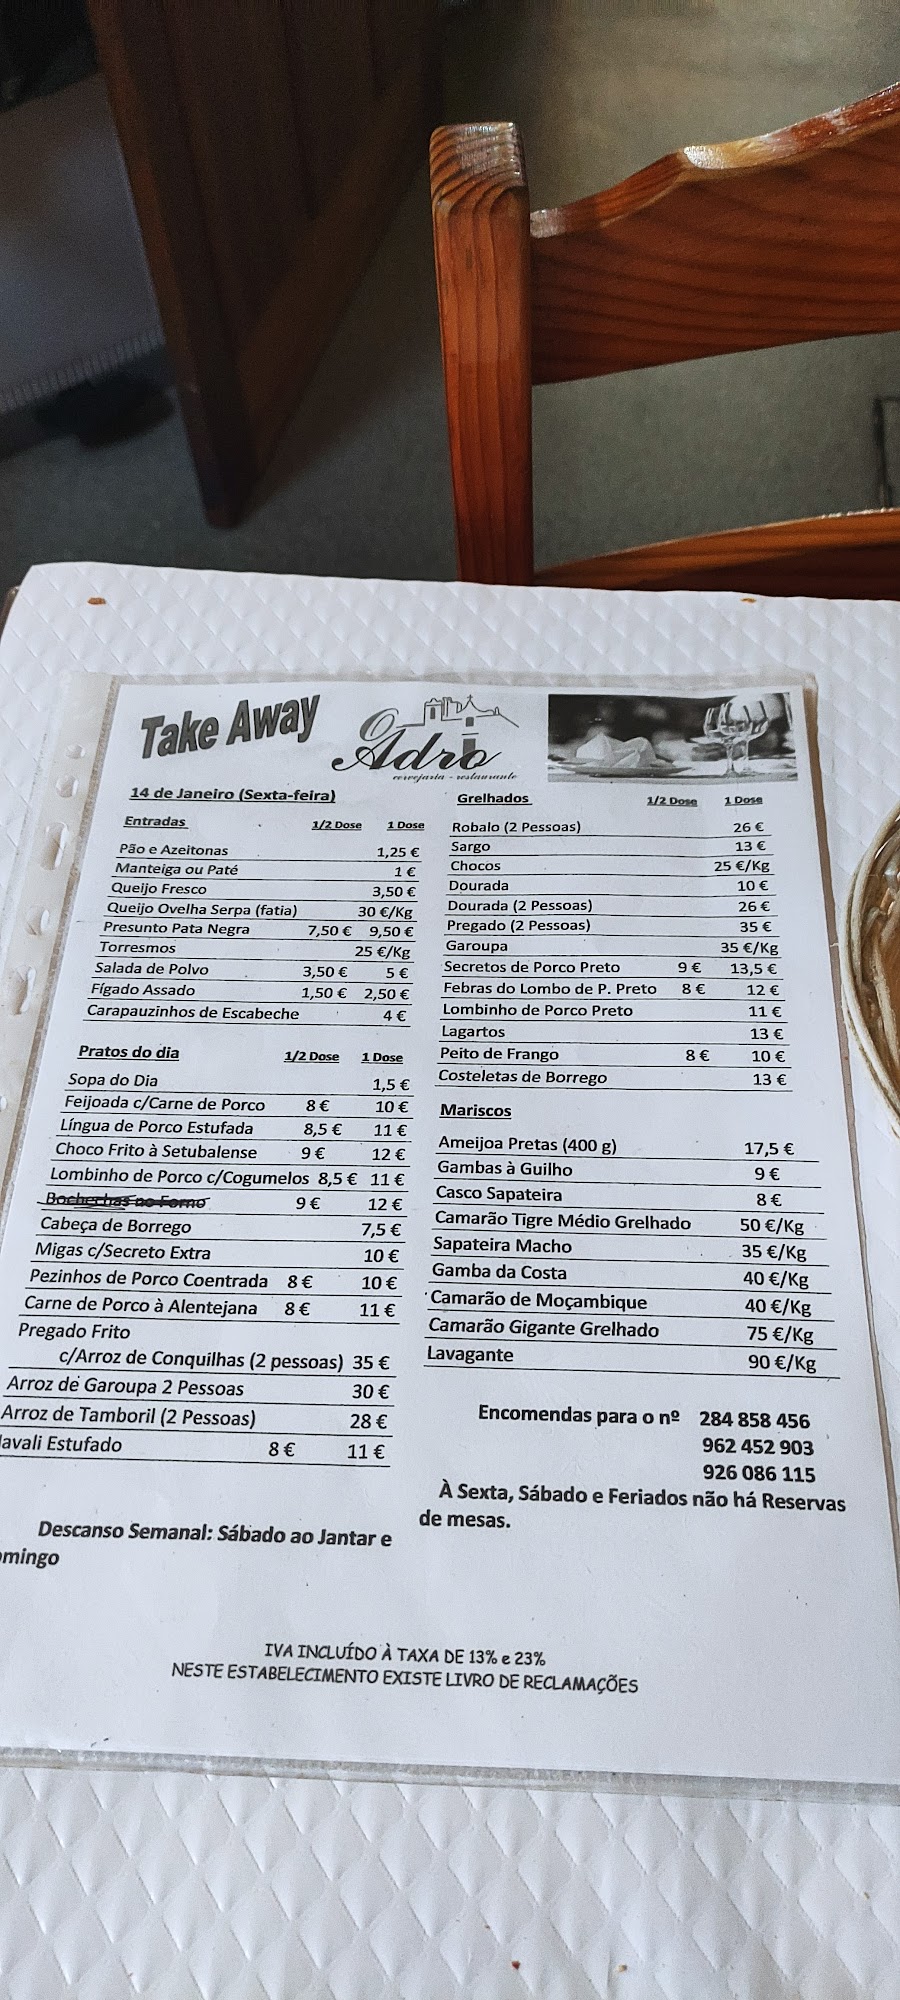 Take Away
O Adro
cervejaria - restaurante
14 de Janeiro (Sexta-feira)
Entradas 1/2 Dose 1 Dose
Pão e Azeitonas 1,25 €
Manteiga ou Paté 1 €
Queijo Fresco 3,50 €
Queijo Ovelha Serpa (fatia) 30 €/Kg
Presunto Pata Negra 7,50 € 9,50 €
Torresmos 25 €/Kg
Salada de Polvo 3,50 € 5 €
Fígado Assado 1,50 € 2,50 €
Carapauzinhos de Escabeche 4 €
Pratos do dia 1/2 Dose 1 Dose
Sopa do Dia 1,5 €
Feijoada c/Carne de Porco 8 € 10 €
Língua de Porco Estufada 8,5 € 11 €
Choco Frito à Setubalense 9 € 12 €
Lombinho de Porco c/Cogumelos 8,5 € 11 €
Bochechas no Forno 9 € 12 €
Cabeça de Borrego 7,5 €
Migas c/Secreto Extra 10 €
Pezinhos de Porco Coentrada 8 € 10 €
Carne de Porco à Alentejana 8 € 11 €
Pregado Frito
c/Arroz de Conquilhas (2 pessoas) 35 €
Arroz de Garoupa 2 Pessoas 30 €
Arroz de Tamboril (2 Pessoas) 28 €
Javali Estufado 8 € 11 €
Descanso Semanal: Sábado ao Jantar e
omingo
Grelhados 1/2 Dose 1 Dose
Robalo (2 Pessoas) 26 €
Sargo 13 €
Chocos 25 €/Kg
Dourada 10 €
Dourada (2 Pessoas) 26 €
Pregado (2 Pessoas) 35 €
Garoupa 35 €/Kg
Secretos de Porco Preto 9 € 13,5 €
Febras do Lombo de P. Preto 8 € 12 €
Lombinho de Porco Preto 11 €
Lagartos 13 €
Peito de Frango 8 € 10 €
Costeletas de Borrego 13 €
Mariscos
Ameijoa Pretas (400 g) 17,5 €
Gambas à Guilho 9 €
Casco Sapateira 8 €
Camarão Tigre Médio Grelhado 50 €/Kg
Sapateira Macho 35 €/Kg
Gamba da Costa 40 €/Kg
Camarão de Moçambique 40 €/Kg
Camarão Gigante Grelhado 75 €/Kg
Lavagante 90 €/Kg
Encomendas para o nº 284 858 456
962 452 903
926 086 115
À Sexta, Sábado e Feriados não há Reservas
de mesas.
IVA INCLUÍDO À TAXA DE 13% e 23%
NESTE ESTABELECIMENTO EXISTE LIVRO DE RECLAMAÇÕES